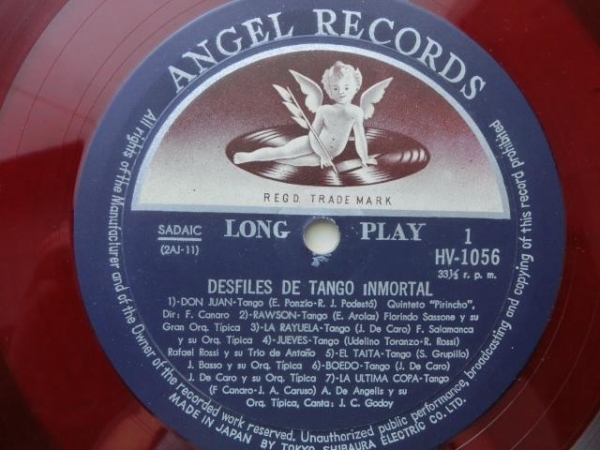 ANGEL RECORDS
REGD. TRADE MARK
SADAIC
(2AJ-11)
LONG PLAY
1
HV-1056
33⅓ r. p. m.
DESFILES DE TANGO INMORTAL
1)-DON JUAN-Tango (E. Ponzio-R. J. Podestá) Quinteto "Pirincho",
Dir: F. Canaro 2)-RAWSON-Tango (E. Arolas) Florindo Sassone y su
Gran Orq. Típica 3)-LA RAYUELA-Tango (J. De Caro) F. Salamanca
y su Orq. Típica 4)-JUEVES-Tango (Udelino Toranzo-R. Rossi)
Rafael Rossi y su Trio de Antaño 5)-EL TAITA-Tango (S. Grupillo)
J. Basso y su Orq. Típica 6)-BOEDO-Tango (J. De Caro)
J. De Caro y su Orq. Típica 7)-LA ULTIMA COPA-Tango
(F Canaro-J. A. Caruso) A. De Angelis y su
Orq. Típica, Canta: J. C. Godoy
All rights of the Manufacturer and of the Owner of the recorded work reserved. Unauthorized public performance, broadcasting and copying of this record prohibited
MADE IN JAPAN BY TOKYO SHIBAURA ELECTRIC CO. LTD.